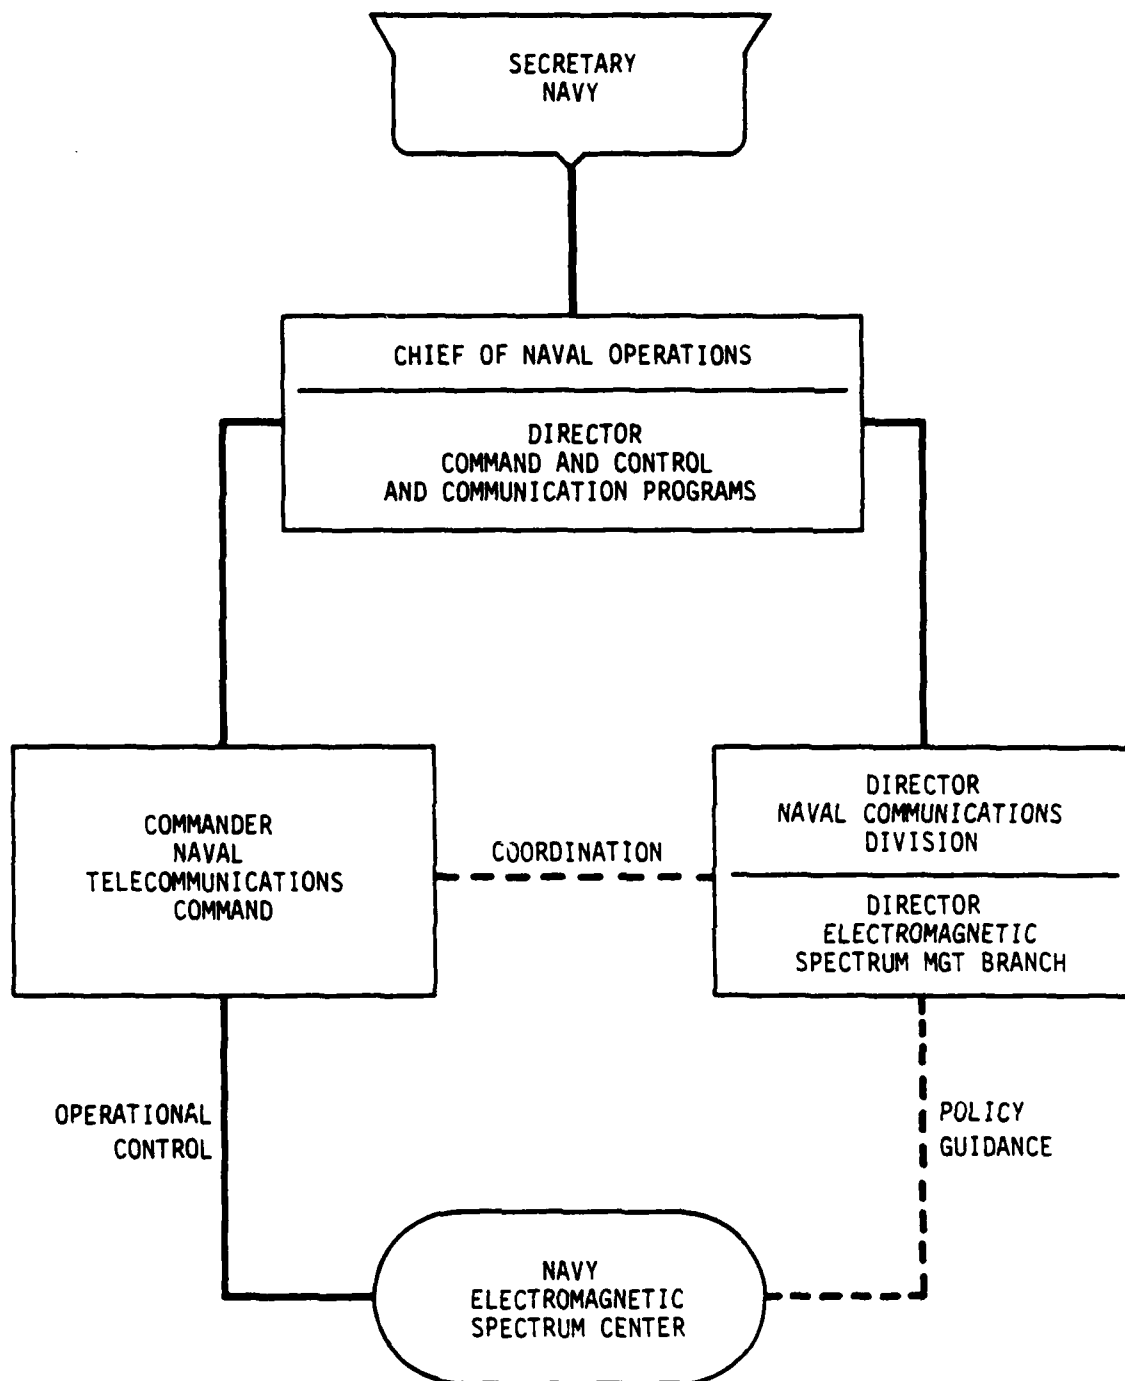 SECRETARY
NAVY
CHIEF OF NAVAL OPERATIONS
DIRECTOR
COMMAND AND CONTROL
AND COMMUNICATION PROGRAMS
COMMANDER
NAVAL
TELECOMMUNICATIONS
COMMAND
COORDINATION
DIRECTOR
NAVAL COMMUNICATIONS
DIVISION
DIRECTOR
ELECTROMAGNETIC
SPECTRUM MGT BRANCH
OPERATIONAL
CONTROL
POLICY
GUIDANCE
NAVY
ELECTROMAGNETIC
SPECTRUM CENTER